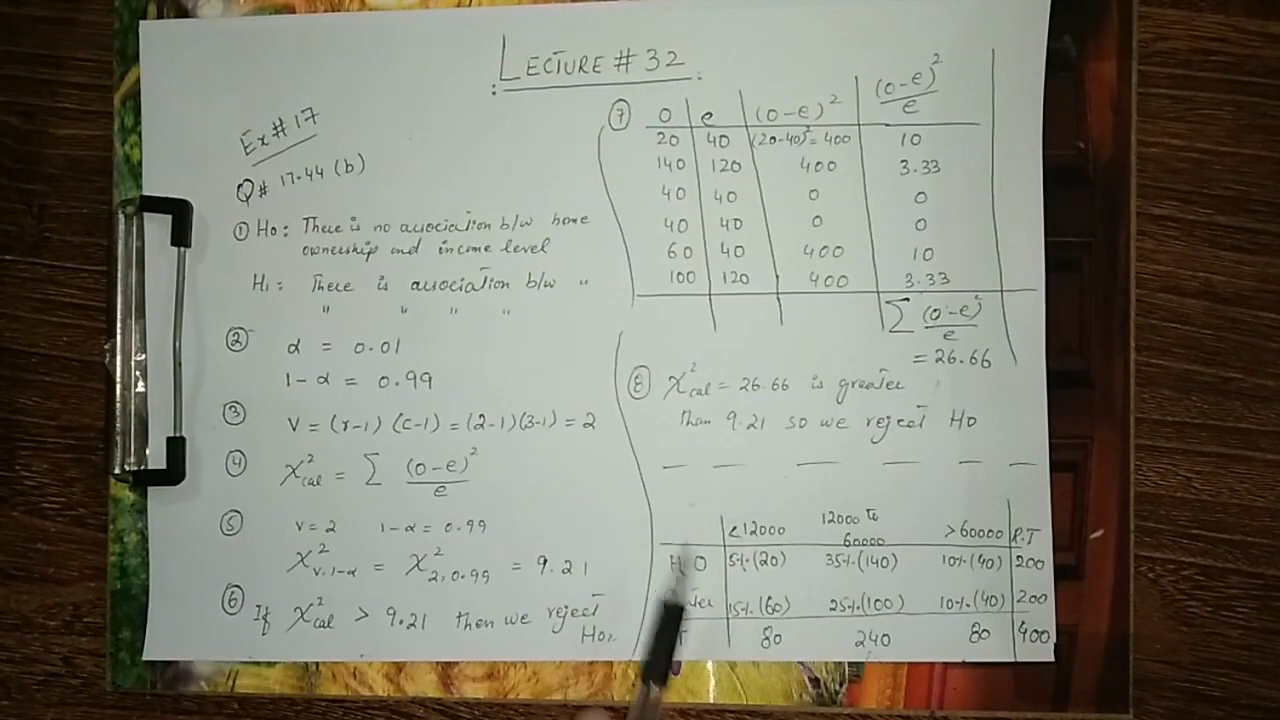 LECTURE # 32
Ex # 17
Q# 17.44 (b)
① H₀ : There is no association b/w home
ownership and income level
H₁ : There is association b/w "
" " " "
② α = 0.01
1-α = 0.99
③ v = (r-1) (c-1) = (2-1)(3-1) = 2
④ χ²cal = Σ (o-e)²/e
⑤ v = 2 1-α = 0.99
χ²v,1-α = χ²2,0.99 = 9.21
⑥ If χ²cal > 9.21 then we reject
H₀,,
⑦ O e (o-e)² (o-e)²/e
20 40 (20-40)² = 400 10
140 120 400 3.33
40 40 0 0
40 40 0 0
60 40 400 10
100 120 400 3.33
Σ (o-e)²/e
= 26.66
⑧ χ²cal = 26.66 is greater
than 9.21 so we reject H₀
<12000 12000 to 60000 >60000 R.T
H O 5% (20) 35% (140) 10% (40) 200
15% (60) 25% (100) 10% (40) 200
T 80 240 80 400